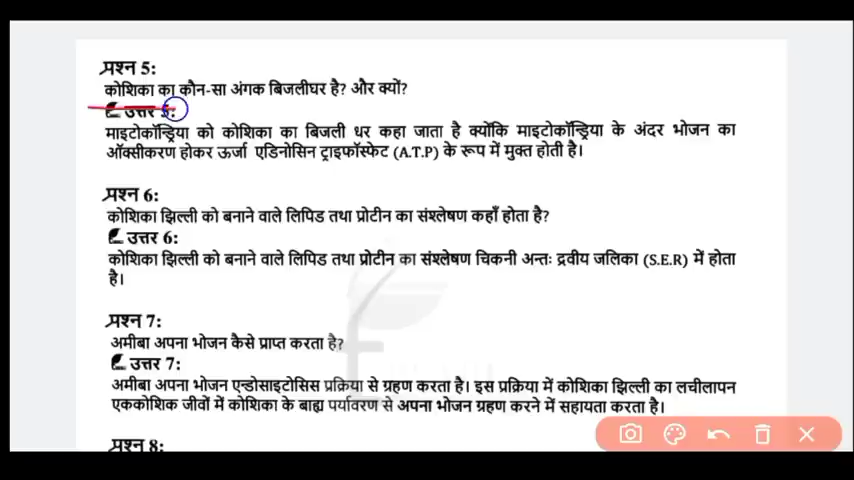 प्रश्न 5:
कोशिका का कौन-सा अंगक बिजलीघर है? और क्यों?
उत्तर 5:
माइटोकॉन्ड्रिया को कोशिका का बिजली धर कहा जाता है क्योंकि माइटोकॉन्ड्रिया के अंदर भोजन का
ऑक्सीकरण होकर ऊर्जा एडिनोसिन ट्राइफॉस्फेट (A.T.P) के रूप में मुक्त होती है।
प्रश्न 6:
कोशिका झिल्ली को बनाने वाले लिपिड तथा प्रोटीन का संश्लेषण कहाँ होता है?
उत्तर 6:
कोशिका झिल्ली को बनाने वाले लिपिड तथा प्रोटीन का संश्लेषण चिकनी अन्तः द्रवीय जलिका (S.E.R) में होता
है।
प्रश्न 7:
अमीबा अपना भोजन कैसे प्राप्त करता है?
उत्तर 7:
अमीबा अपना भोजन एन्डोसाइटोसिस प्रक्रिया से ग्रहण करता है। इस प्रक्रिया में कोशिका झिल्ली का लचीलापन
एककोशिक जीवों में कोशिका के बाह्य पर्यावरण से अपना भोजन ग्रहण करने में सहायता करता है।
प्रश्न 8: